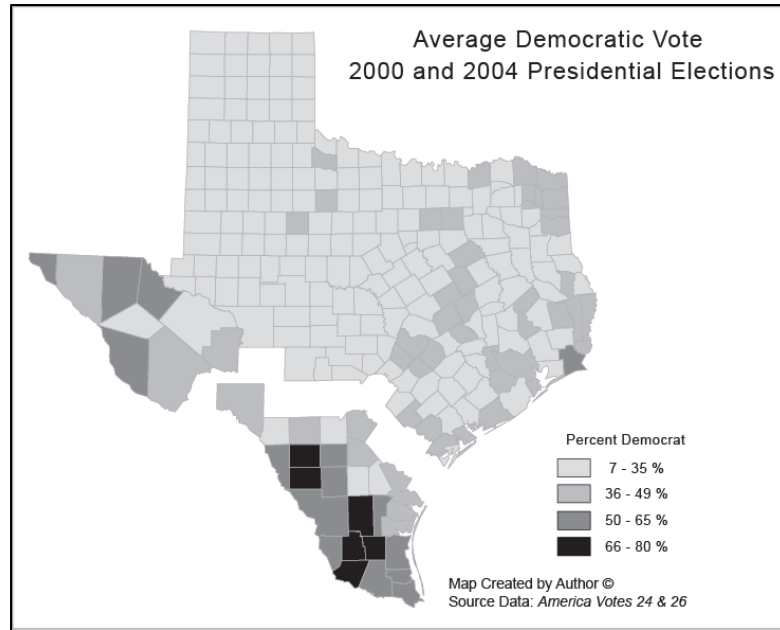 Average Democratic Vote
2000 and 2004 Presidential Elections
Percent Democrat
7 - 35 %
36 - 49 %
50 - 65 %
66 - 80 %
Map Created by Author ©
Source Data: America Votes 24 & 26